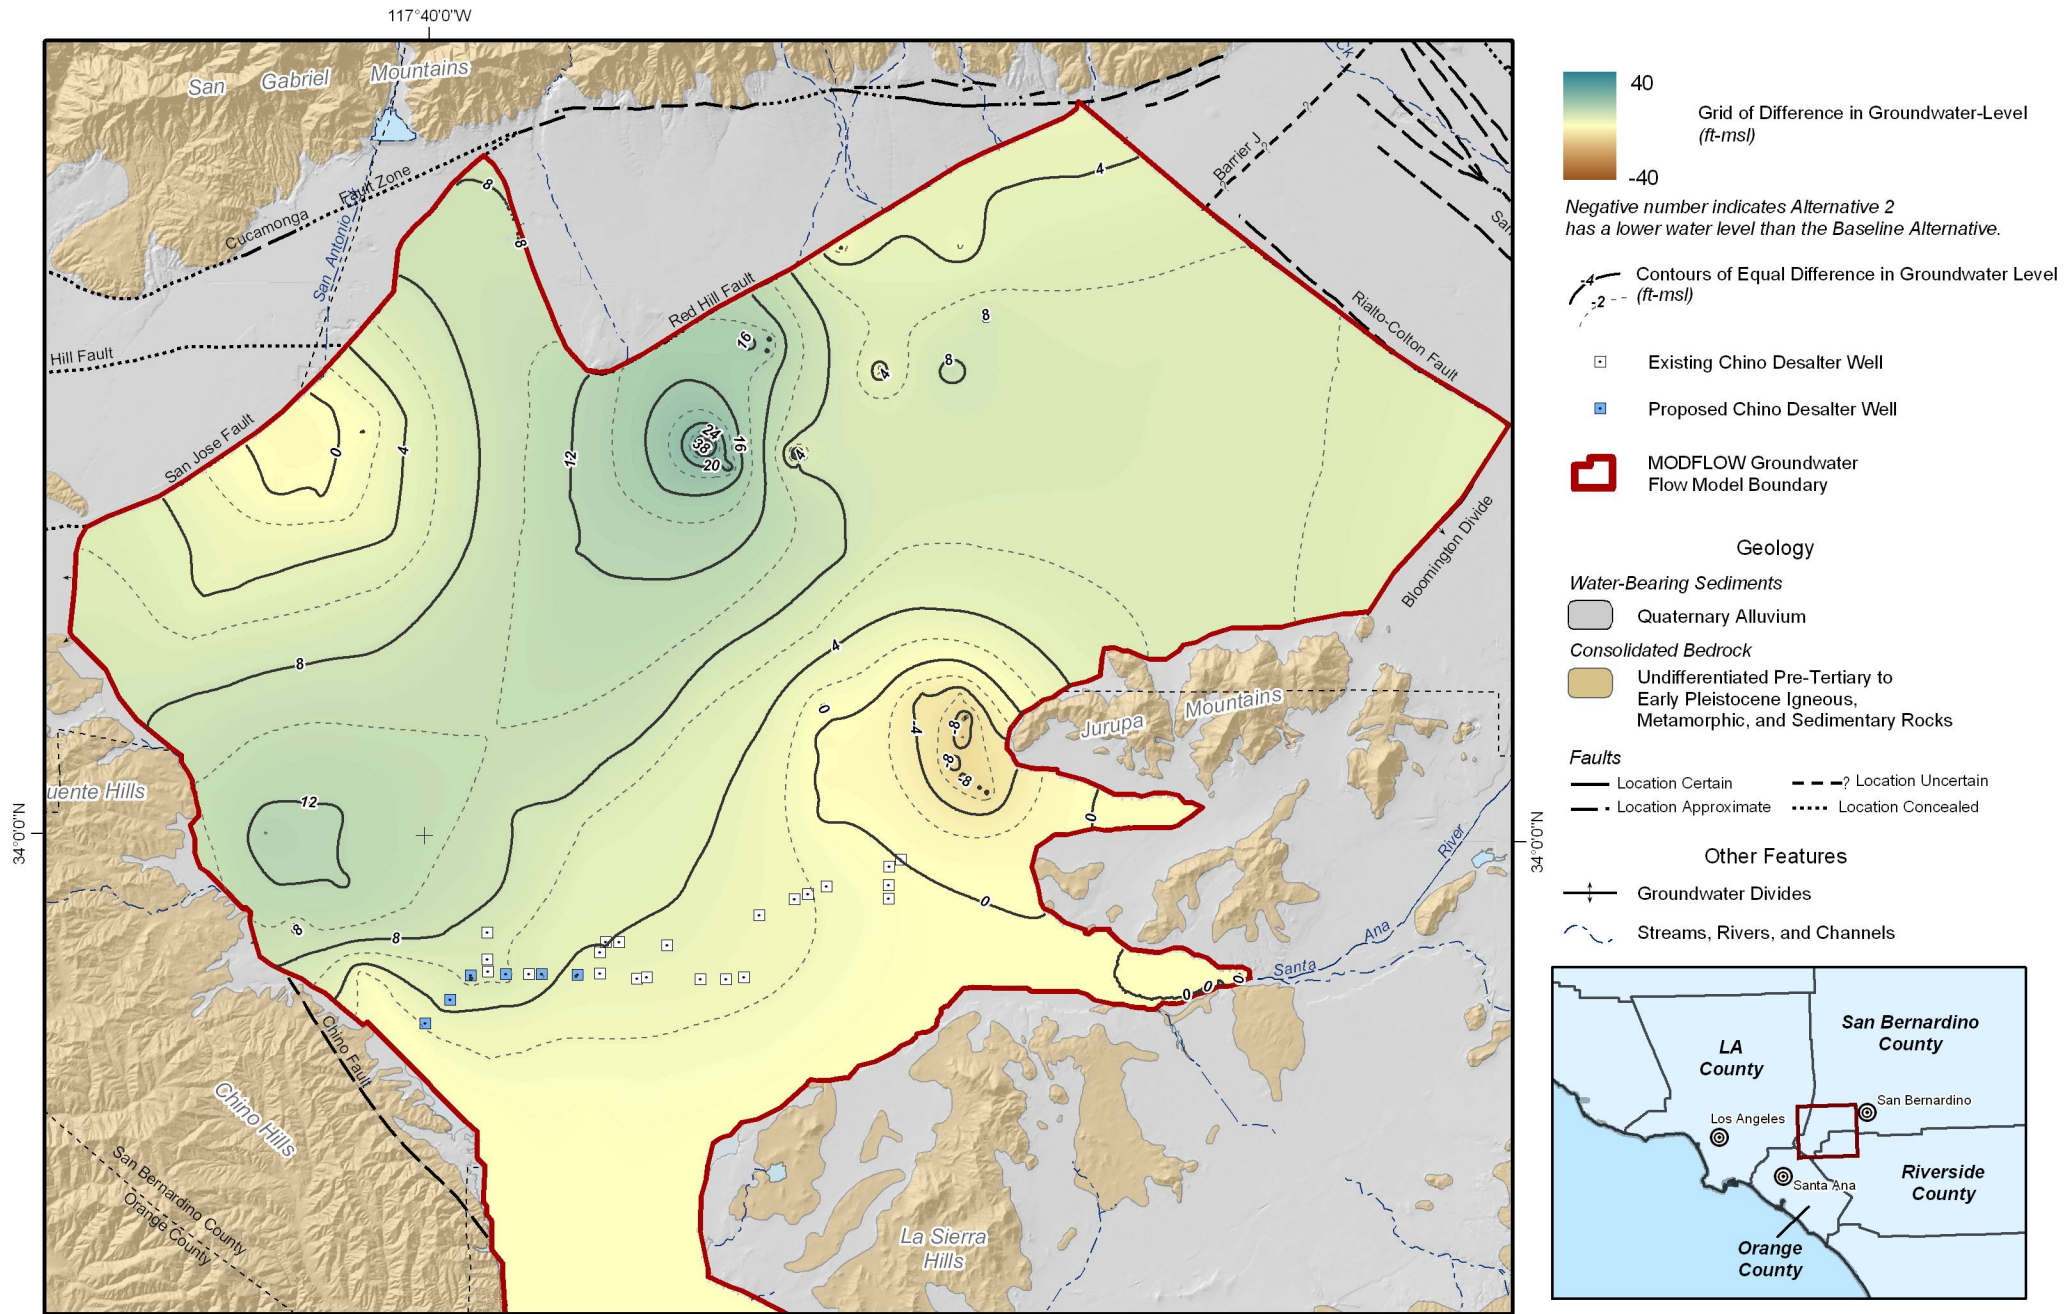 117°40'0"W
San Gabriel Mountains
Ck
Cucamonga Fault Zone
San Antonio
Barrier J
?
?
?
San
Red Hill Fault
Hill Fault
San Jose Fault
Rialto-Colton Fault
Bloomington Divide
8
8
4
8
8
4
16
24
38
20
16
4
12
0
4
8
4
0
-4
-8
-8
-8
0
12
8
8
0
0
0
0
Jurupa Mountains
uente Hills
34°0'0"N
34°0'0"N
River
Ana
Santa
Chino Fault
Chino Hills
San Bernardino County
Orange County
La Sierra
Hills
40
-40
Grid of Difference in Groundwater-Level
(ft-msl)
Negative number indicates Alternative 2
has a lower water level than the Baseline Alternative.
-4
-2
Contours of Equal Difference in Groundwater Level
(ft-msl)
Existing Chino Desalter Well
Proposed Chino Desalter Well
MODFLOW Groundwater
Flow Model Boundary
Geology
Water-Bearing Sediments
Quaternary Alluvium
Consolidated Bedrock
Undifferentiated Pre-Tertiary to
Early Pleistocene Igneous,
Metamorphic, and Sedimentary Rocks
Faults
Location Certain
? Location Uncertain
Location Approximate
Location Concealed
Other Features
Groundwater Divides
Streams, Rivers, and Channels
San Bernardino
County
LA
County
San Bernardino
Los Angeles
Riverside
County
Santa Ana
Orange
County